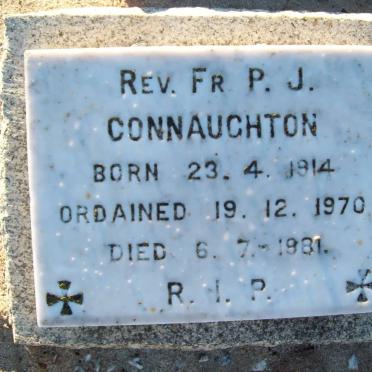 REV. FR P. J.
CONNAUGHTON
BORN 23. 4. 1914
ORDAINED 19. 12. 1970
DIED 6. 7- 1981.
R. I. P.